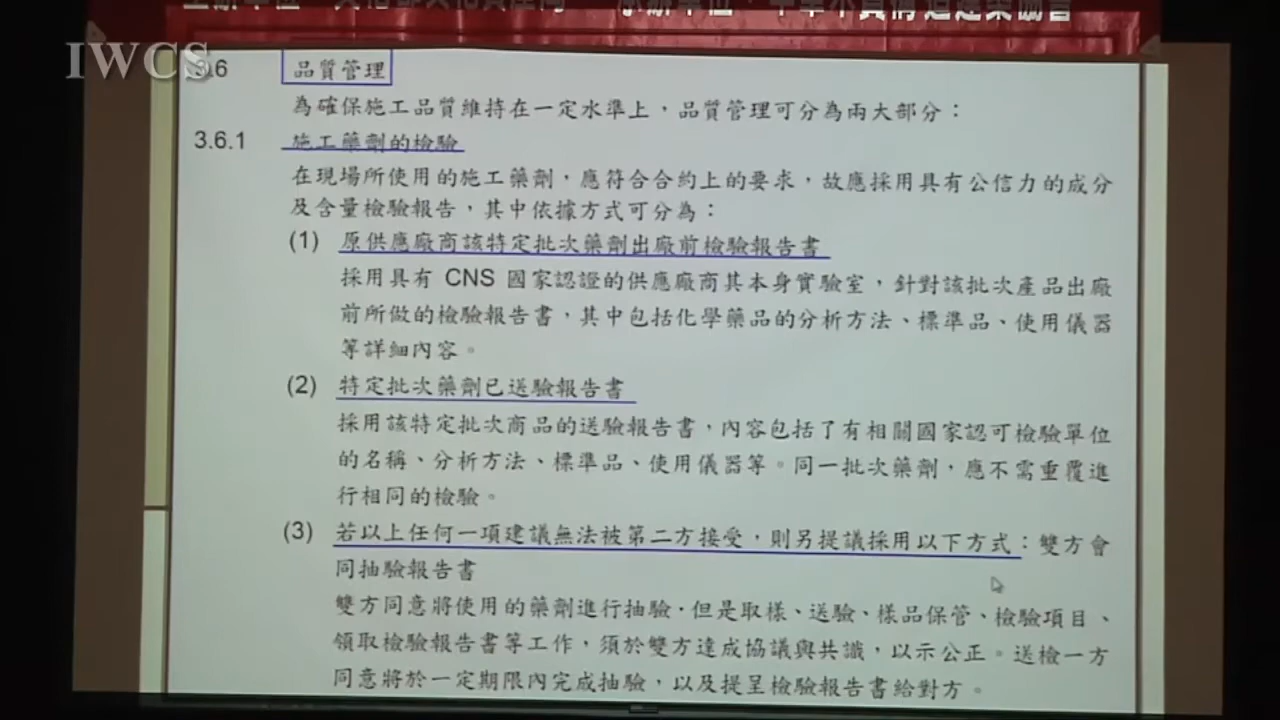 IWCS
3.6 品質管理
為確保施工品質維持在一定水準上，品質管理可分為兩大部分：
3.6.1 施工藥劑的檢驗
在現場所使用的施工藥劑，應符合合約上的要求，故應採用具有公信力的成分
及含量檢驗報告，其中依據方式可分為：
(1) 原供應廠商該特定批次藥劑出廠前檢驗報告書
採用具有 CNS 國家認證的供應廠商其本身實驗室，針對該批次產品出廠
前所做的檢驗報告書，其中包括化學藥品的分析方法、標準品、使用儀器
等詳細內容。
(2) 特定批次藥劑已送驗報告書
採用該特定批次商品的送驗報告書，內容包括了有相關國家認可檢驗單位
的名稱、分析方法、標準品、使用儀器等。同一批次藥劑，應不需重覆進
行相同的檢驗。
(3) 若以上任何一項建議無法被第二方接受，則另提議採用以下方式：雙方會
同抽驗報告書
雙方同意將使用的藥劑進行抽驗．但是取樣、送驗、樣品保管、檢驗項目、
領取檢驗報告書等工作，須於雙方達成協議與共識，以示公正。送檢一方
同意將於一定期限內完成抽驗，以及提呈檢驗報告書給對方。